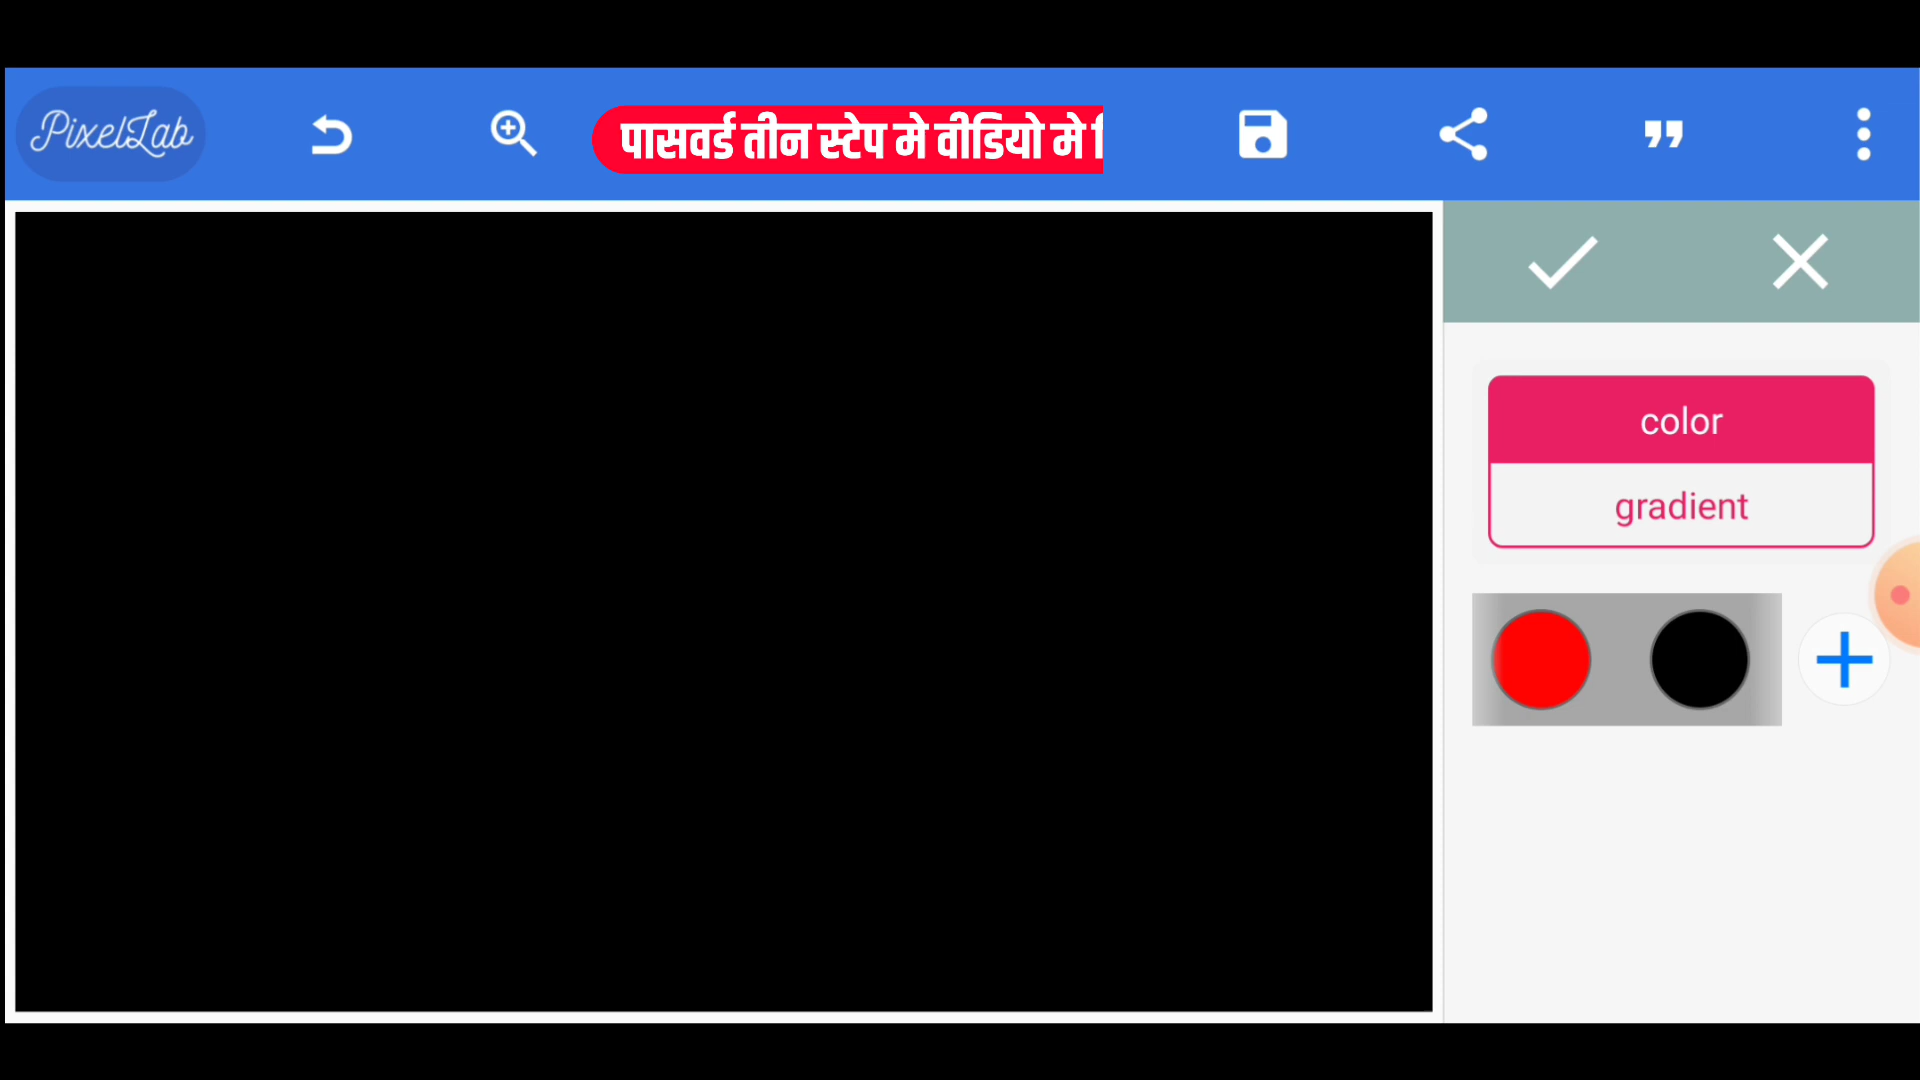 PixelLab
पासवर्ड तीन स्टेप मे वीडियो मे
color
gradient